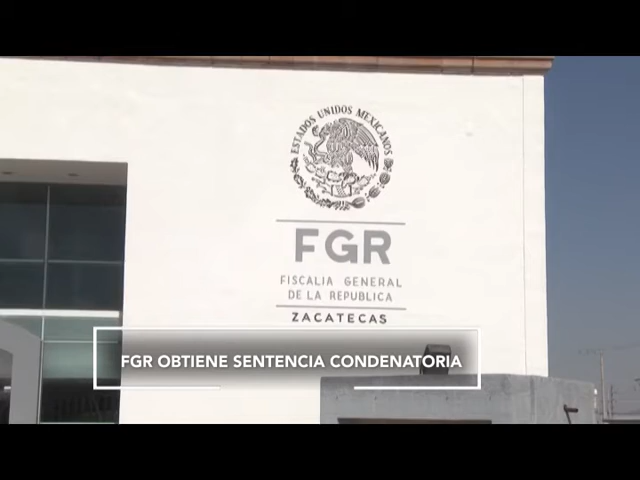 ESTADOS UNIDOS MEXICANOS
FGR
FISCALIA GENERAL
DE LA REPUBLICA
ZACATECAS
FGR OBTIENE SENTENCIA CONDENATORIA